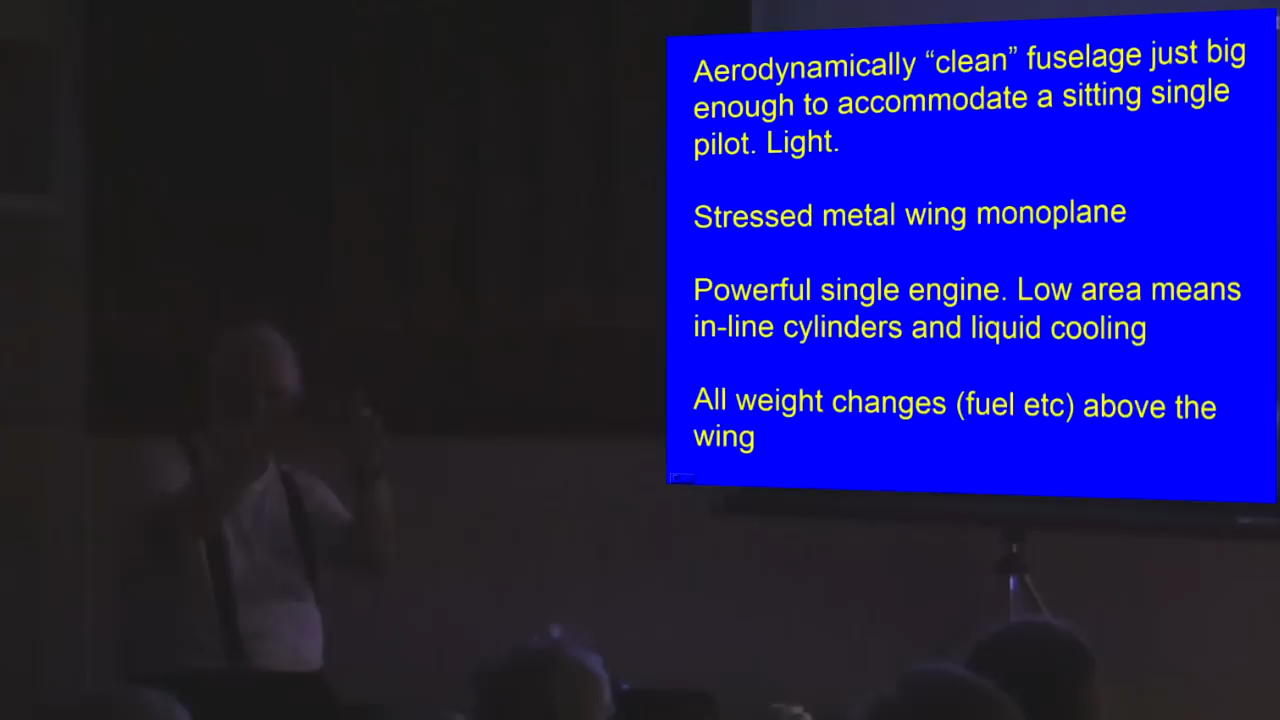 Aerodynamically “clean” fuselage just big
enough to accommodate a sitting single
pilot. Light.
Stressed metal wing monoplane
Powerful single engine. Low area means
in-line cylinders and liquid cooling
All weight changes (fuel etc) above the
wing